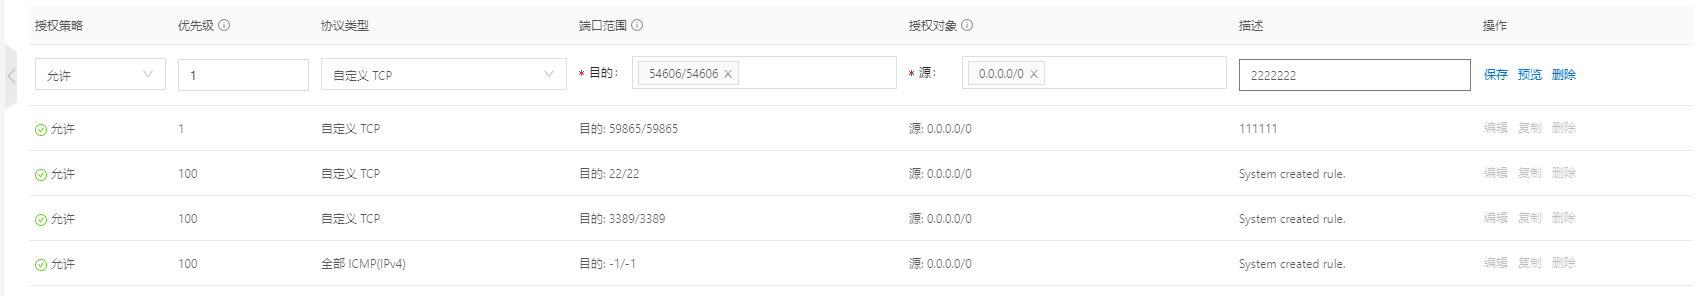 授权策略 优先级 协议类型 端口范围 授权对象 描述 操作
允许 1 自定义 TCP * 目的: 54606/54606 × * 源: 0.0.0.0/0 × 2222222 保存 预览 删除
允许 1 自定义 TCP 目的: 59865/59865 源: 0.0.0.0/0 111111 编辑 复制 删除
允许 100 自定义 TCP 目的: 22/22 源: 0.0.0.0/0 System created rule. 编辑 复制 删除
允许 100 自定义 TCP 目的: 3389/3389 源: 0.0.0.0/0 System created rule. 编辑 复制 删除
允许 100 全部 ICMP(IPv4) 目的: -1/-1 源: 0.0.0.0/0 System created rule. 编辑 复制 删除